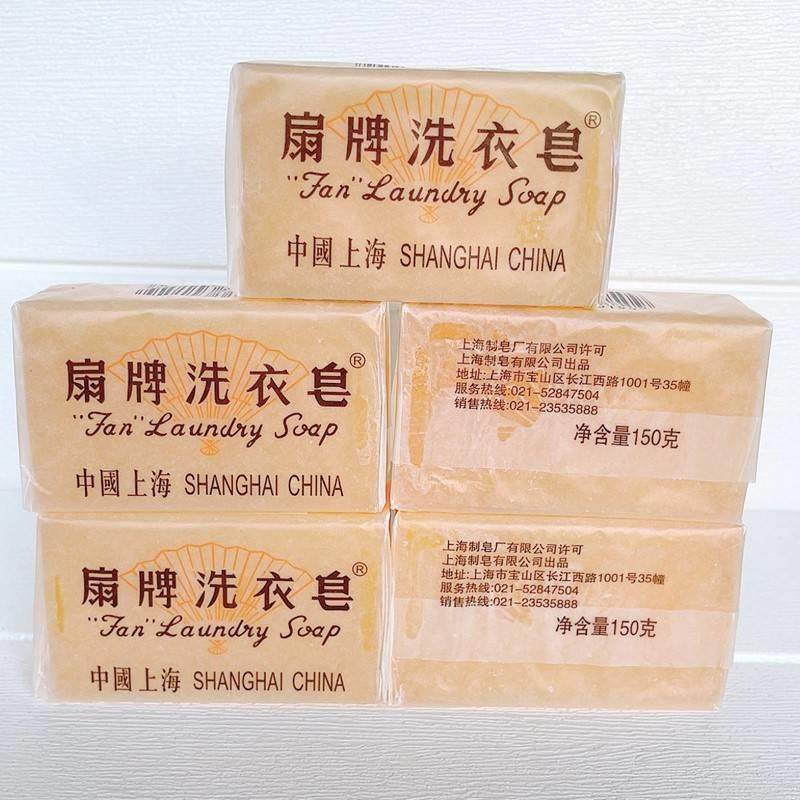 扇牌洗衣皂®
"Fan" Laundry Soap
中國上海 SHANGHAI CHINA
扇牌洗衣皂®
"Fan" Laundry Soap
中國上海 SHANGHAI CHINA
上海制皂厂有限公司许可
上海制皂有限公司出品
地址:上海市宝山区长江西路1001号35幢
服务热线:021-52847504
销售热线:021-23535888
净含量150克
扇牌洗衣皂®
"Fan" Laundry Soap
中國上海 SHANGHAI CHINA
上海制皂厂有限公司许可
上海制皂有限公司出品
地址:上海市宝山区长江西路1001号35幢
服务热线:021-52847504
销售热线:021-23535888
净含量150克